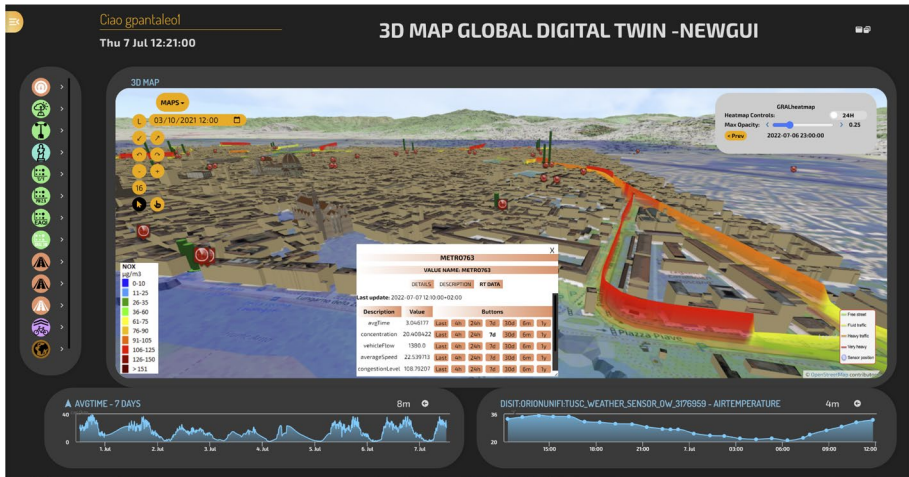 Ciao gpantaleo1
Thu 7 Jul 12:21:00
3D MAP GLOBAL DIGITAL TWIN -NEWGUI
3D MAP
MAPS
L 03/10/2021 12:00
- +
16
GRALheatmap
Heatmap Controls: 24H
Max Opacity: < > 0.25
< Prev 2022-07-06 23:00:00
NOX
µg/m3
0-10
11-25
26-35
36-60
61-75
76-90
91-105
106-125
126-150
> 151
X
METRO763
VALUE NAME: METRO763
DETAILS DESCRIPTION RT DATA
Last update: 2022-07-07 12:10:00+02:00
Description Value Buttons
avgTime 3.046177 Last 4h 24h 7d 30d 6m 1y
concentration 20.408422 Last 4h 24h 7d 30d 6m 1y
vehicleFlow 1380.0 Last 4h 24h 7d 30d 6m 1y
averageSpeed 22.539713 Last 4h 24h 7d 30d 6m 1y
congestionLevel 108.79207 Last 4h 24h 7d 30d 6m 1y
Piazza Piave
Free street
Fluid traffic
Heavy traffic
Very heavy
Sensor position
© OpenStreetMap contributors
AVGTIME - 7 DAYS 8m
40
0
1. Jul 2. Jul 3. Jul 4. Jul 5. Jul 6. Jul 7. Jul
DISIT:ORIONUNIFI:TUSC_WEATHER_SENSOR_OW_3176959 - AIRTEMPERATURE 4m
36
20
15:00 18:00 21:00 7. Jul 03:00 06:00 09:00 12:00